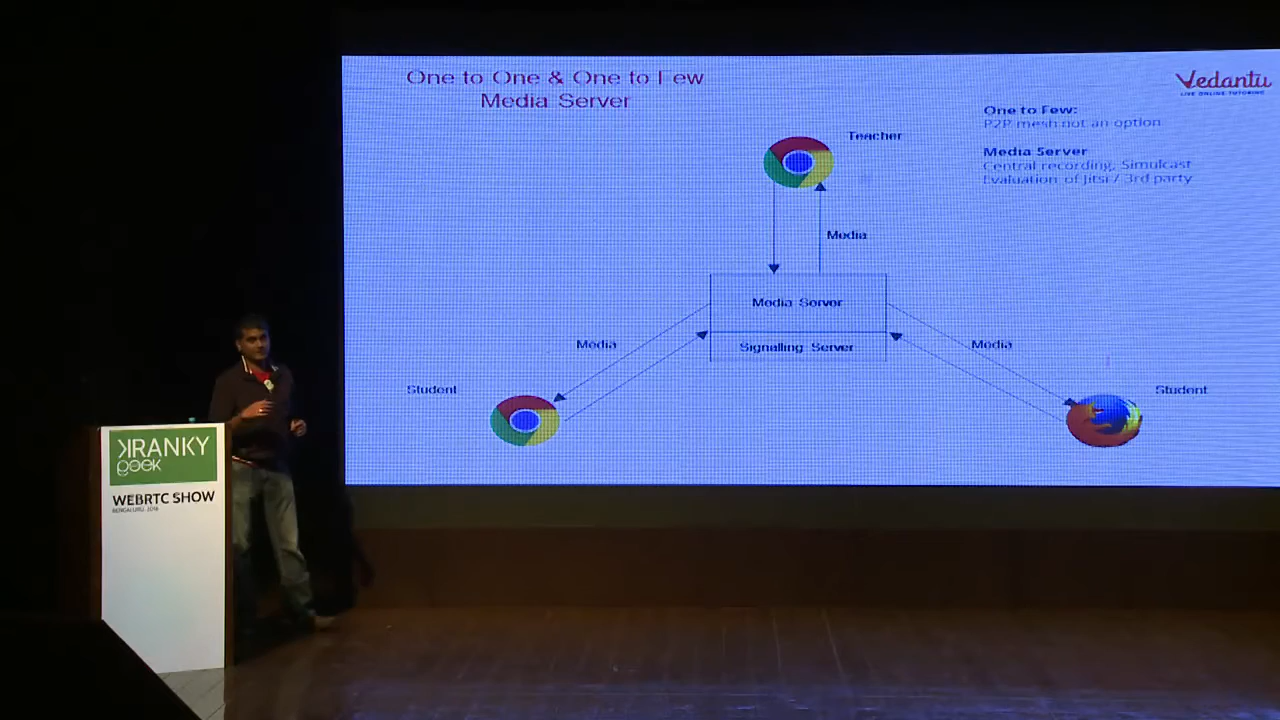 One to One & One to Few
Media Server
Vedantu
LIVE ONLINE TUTORING
One to Few:
P2P mesh not an option
Media Server
Central recording, Simulcast
Evaluation of Jitsi / 3rd party
Teacher
Media
Media Server
Signalling Server
Media
Media
Student
Student
KRANKY
geek
WEBRTC SHOW
BENGALURU, 2016